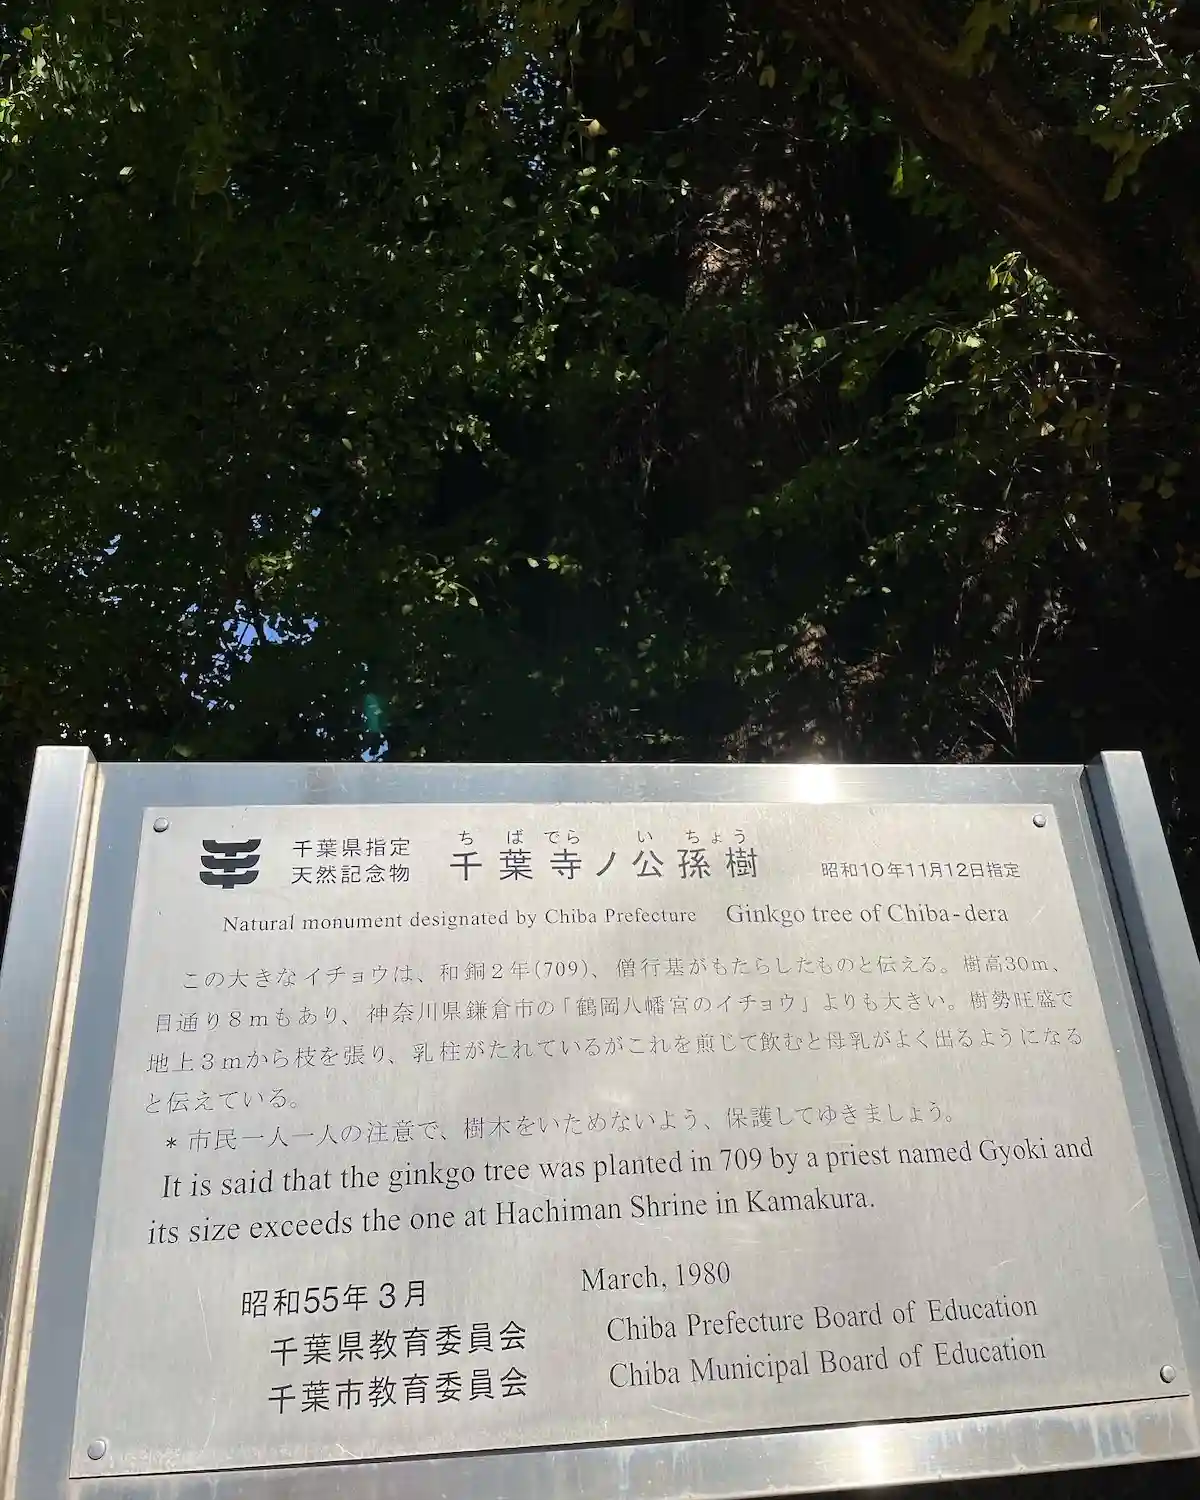 千葉県指定
天然記念物
ち ば でら い ちょう
千葉寺ノ公孫樹
昭和10年11月12日指定
Natural monument designated by Chiba Prefecture Ginkgo tree of Chiba-dera
この大きなイチョウは、和銅2年(709)、僧行基がもたらしたものと伝える。樹高30m、
目通り8mもあり、神奈川県鎌倉市の「鶴岡八幡宮のイチョウ」よりも大きい。樹勢旺盛で
地上3mから枝を張り、乳柱がたれているがこれを煎じて飲むと母乳がよく出るようになる
と伝えている。
*市民一人一人の注意で、樹木をいためないよう、保護してゆきましょう。
It is said that the ginkgo tree was planted in 709 by a priest named Gyoki and
its size exceeds the one at Hachiman Shrine in Kamakura.
昭和55年3月
千葉県教育委員会
千葉市教育委員会
March, 1980
Chiba Prefecture Board of Education
Chiba Municipal Board of Education